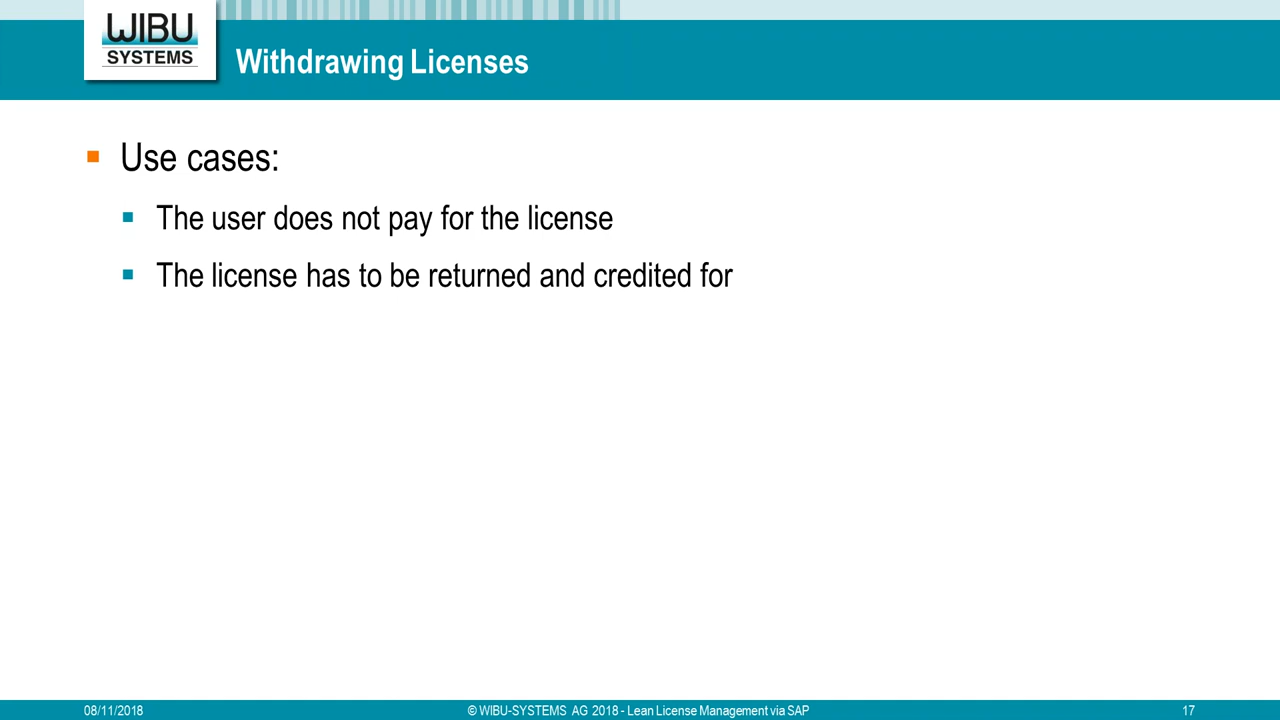 WIBU
SYSTEMS
Withdrawing Licenses
Use cases:
The user does not pay for the license
The license has to be returned and credited for
08/11/2018
© WIBU-SYSTEMS AG 2018 - Lean License Management via SAP
17